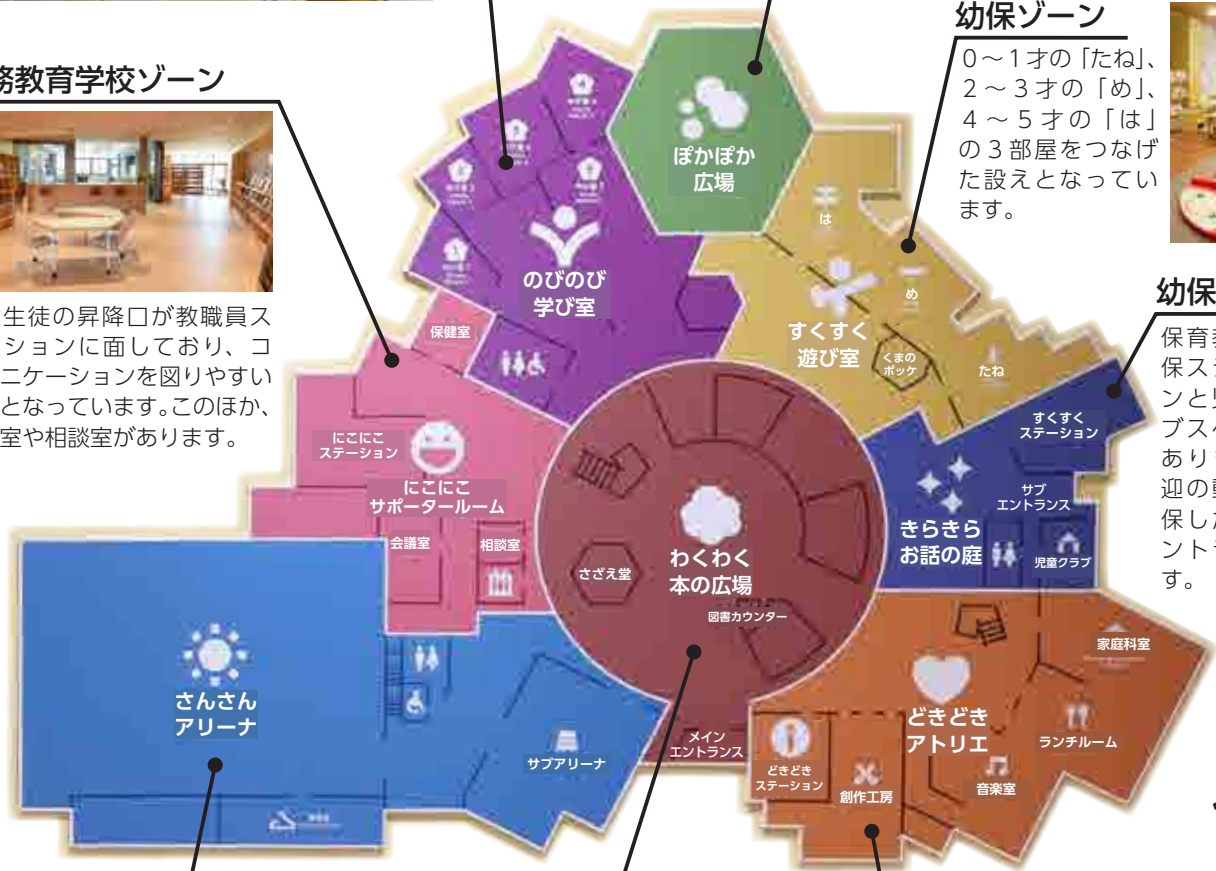 幼保ゾーン
0～1才の「たね」、
2～3才の「め」、
4～5才の「は」
の3部屋をつなげ
た設えとなってい
ます。
務教育学校ゾーン
生徒の昇降口が教職員ス
ションに面しており、コ
ニケーションを図りやすい
となっています。このほか、
室や相談室があります。
幼保
保育教
保ステ
ンと
ブスペ
あり
迎の動
保した
ントラ
す。
ぽかぽか
広場
のびのび
学び室
は
め
たね
すくすく
遊び室
くまの
ポッケ
保健室
にこにこ
ステーション
にこにこ
サポータールーム
会議室
相談室
すくすく
ステーション
サブ
エントランス
きらきら
お話の庭
児童クラブ
わくわく
本の広場
さざえ堂
図書カウンター
メイン
エントランス
さんさん
アリーナ
サブアリーナ
どきどき
アトリエ
家庭科室
ランチルーム
音楽室
創作工房
どきどき
ステーション